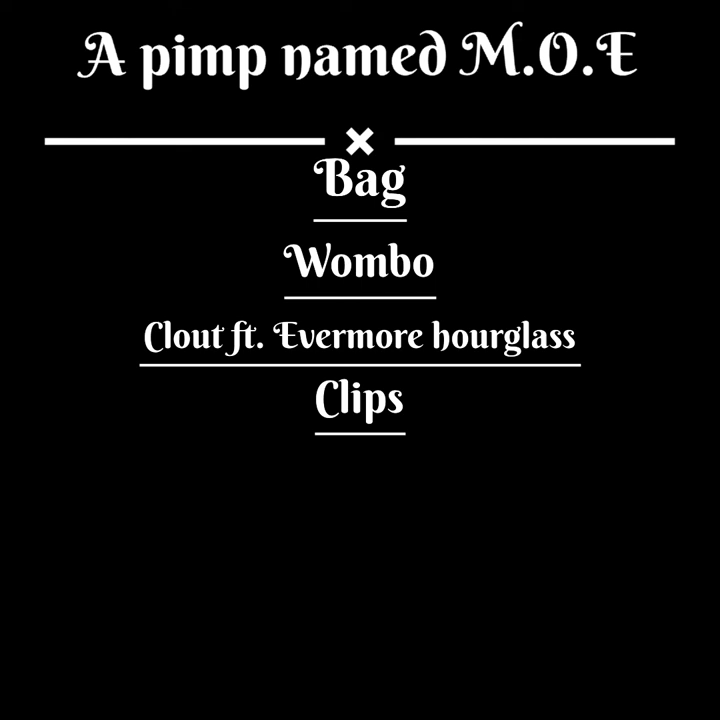 A pimp named M.O.E
Bag
Wombo
Clout ft. Evermore hourglass
Clips